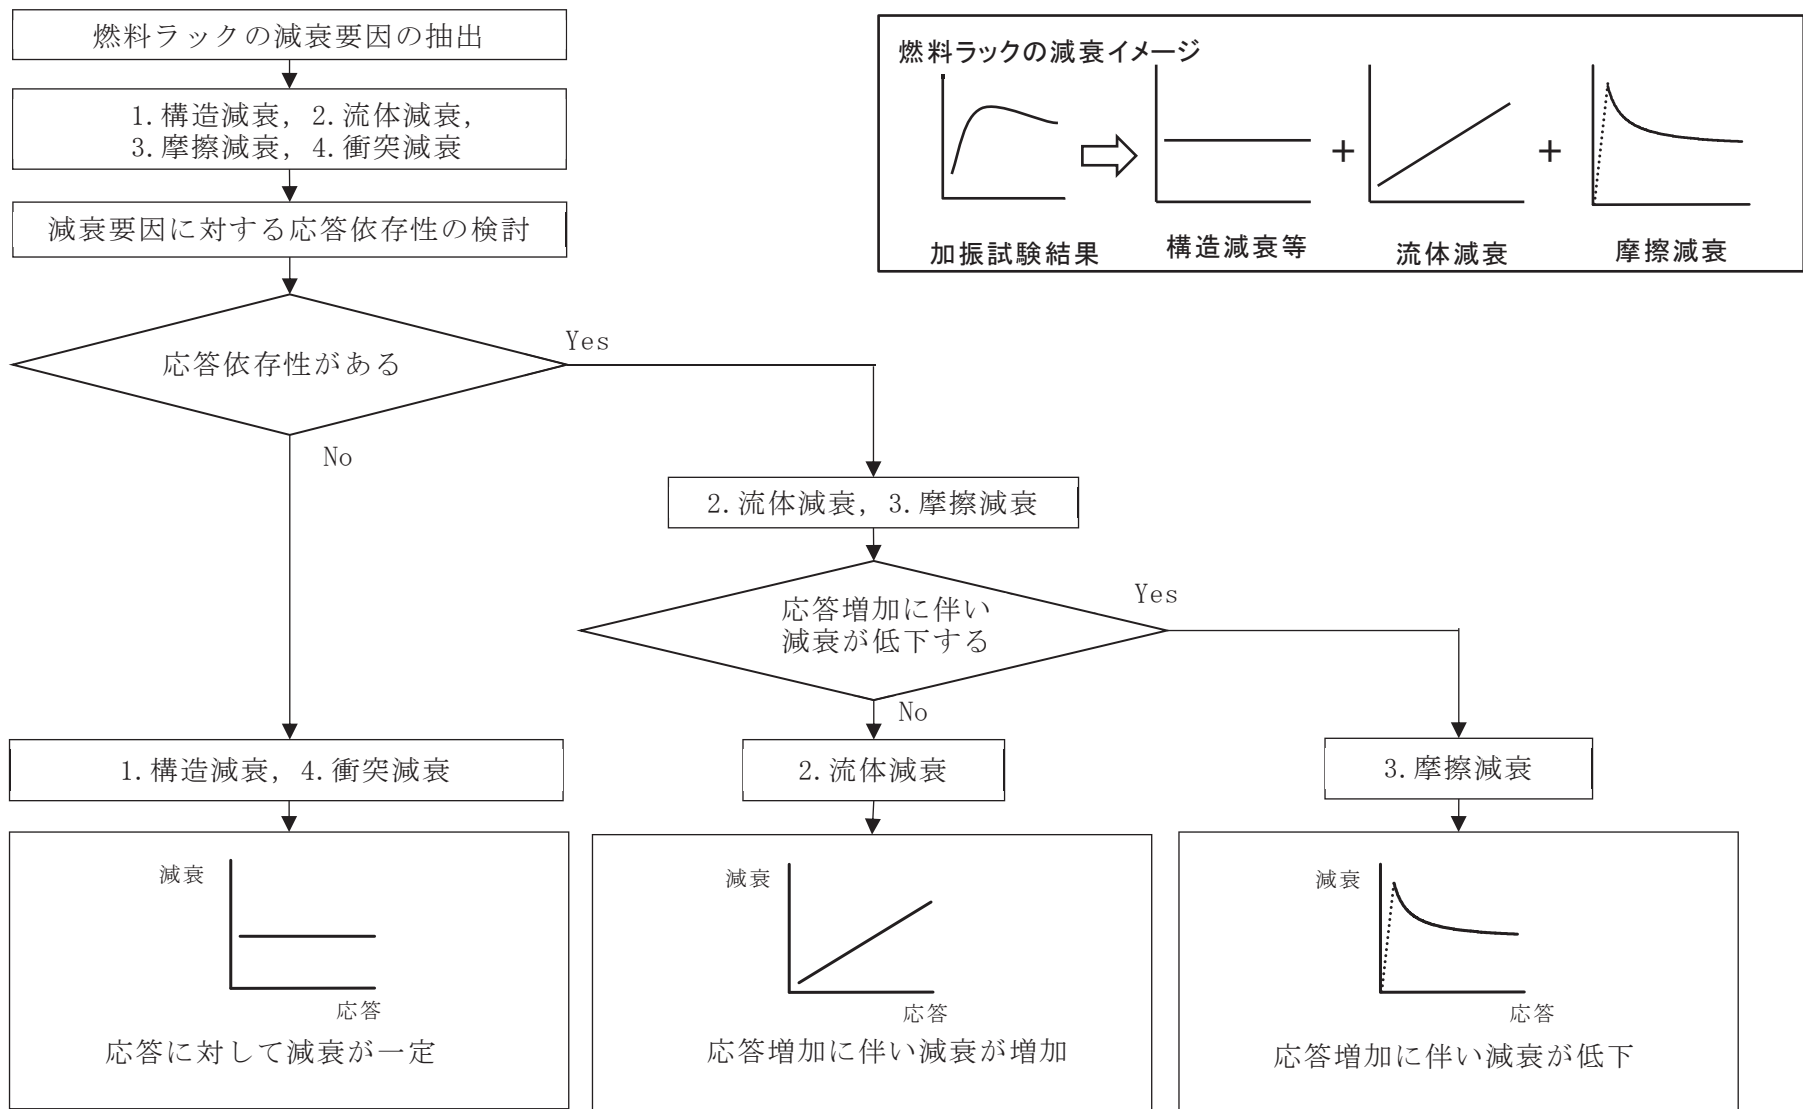 燃料ラックの減衰要因の抽出
1.構造減衰, 2.流体減衰,
3.摩擦減衰, 4.衝突減衰
減衰要因に対する応答依存性の検討
応答依存性がある
Yes
No
燃料ラックの減衰イメージ
+
+
加振試験結果
構造減衰等
流体減衰
摩擦減衰
2.流体減衰, 3.摩擦減衰
応答増加に伴い
減衰が低下する
Yes
No
1.構造減衰, 4.衝突減衰
2.流体減衰
3.摩擦減衰
減衰
応答
応答に対して減衰が一定
減衰
応答
応答増加に伴い減衰が増加
減衰
応答
応答増加に伴い減衰が低下